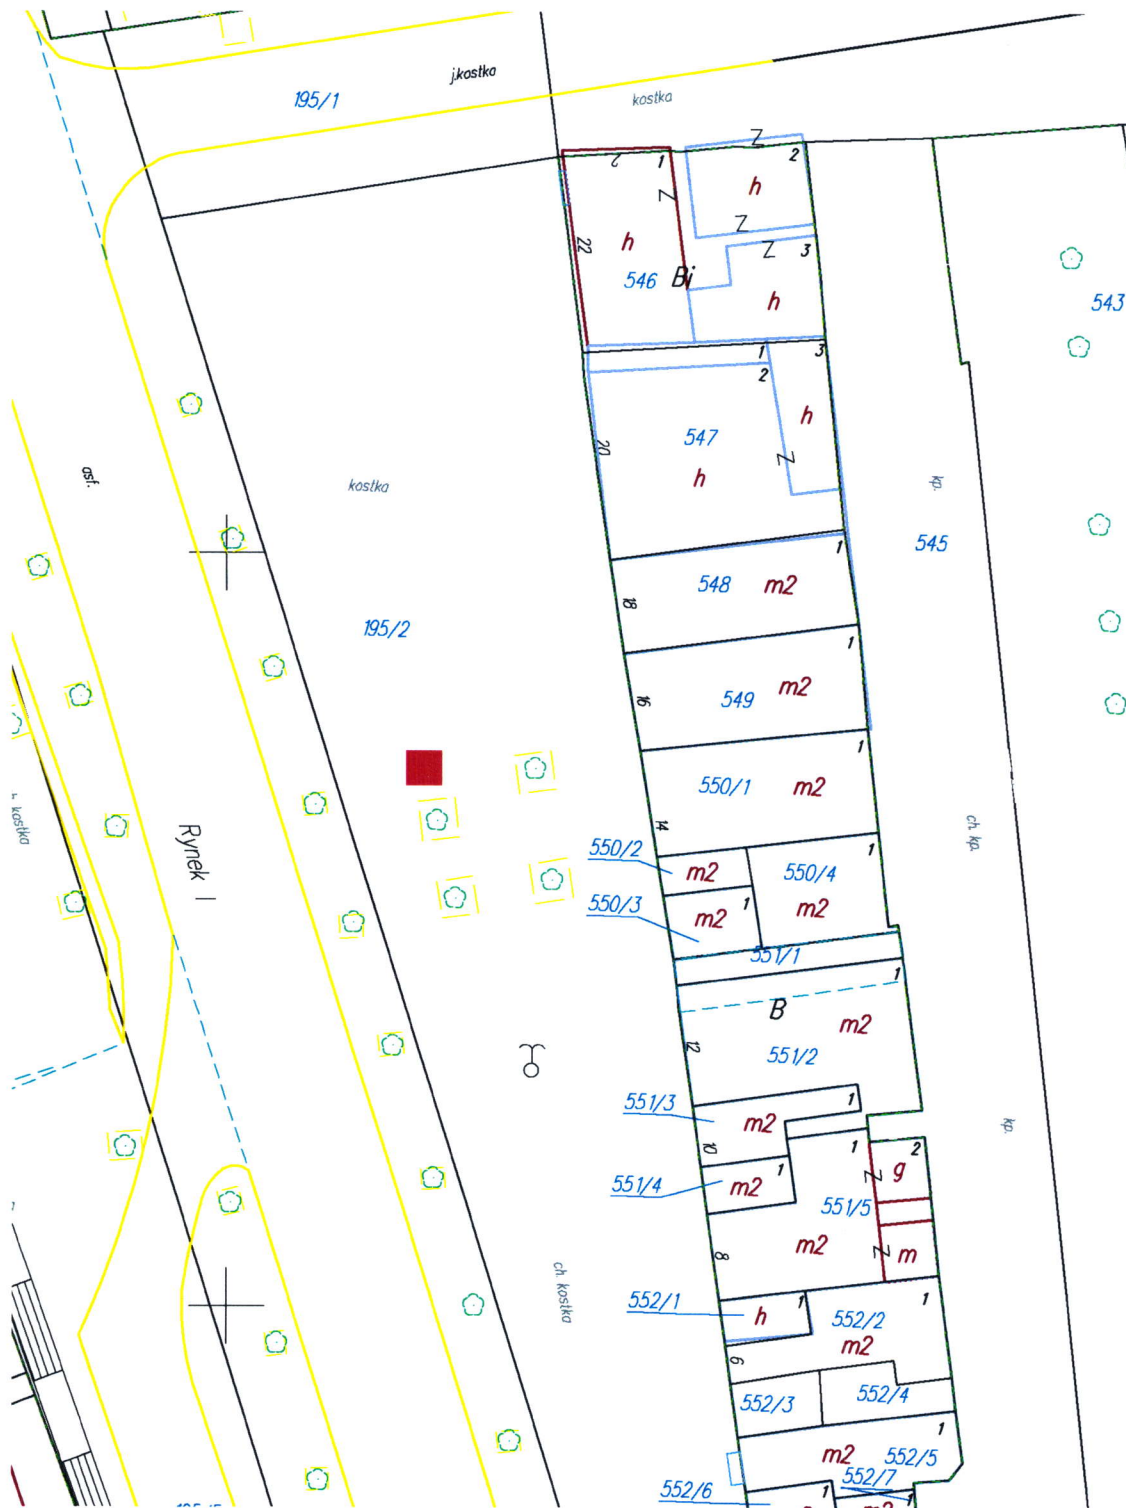 j.kostka
195/1
kostka
2
1
Z
2
Z
h
h
Z
22
546
Bi
Z
3
h
543
1
2
3
h
547
20
Z
h
asf.
kostka
kp.
545
1
548
m2
18
195/2
1
549
m2
16
1
550/1
m2
14
ch. kp.
kostka
Rynek
550/2
m2
1
550/4
m2
550/3
m2
1
551/1
1
B
m2
551/2
12
551/3
m2
1
10
kp.
1
2
Z
g
551/4
m2
1
551/5
m2
Z
m
8
ch. kostka
552/1
h
1
552/2
1
m2
6
552/3
552/4
1
m2
552/5
552/7
552/6
1
1